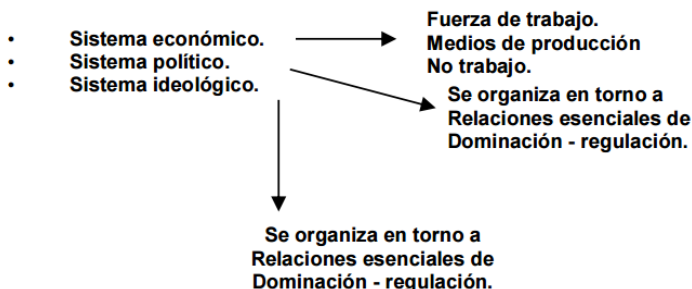 • Sistema económico.
• Sistema político.
• Sistema ideológico.
Fuerza de trabajo.
Medios de producción
No trabajo.
Se organiza en torno a
Relaciones esenciales de
Dominación - regulación.
Se organiza en torno a
Relaciones esenciales de
Dominación - regulación.